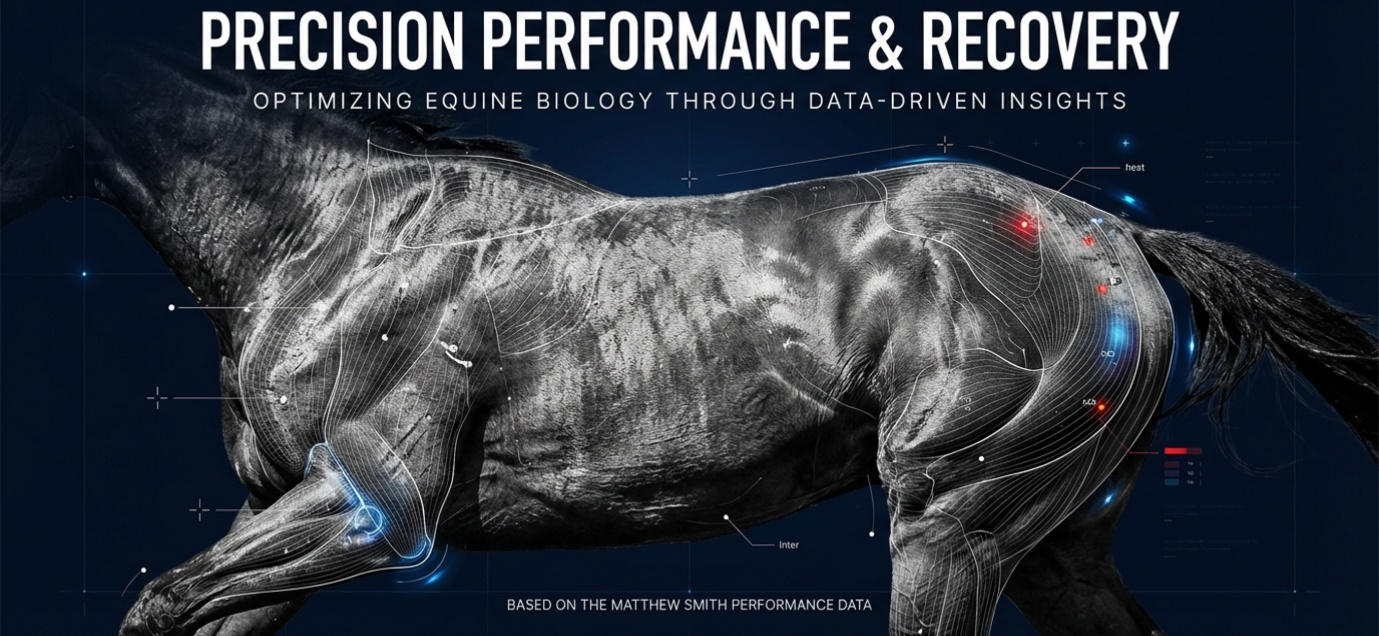 PRECISION PERFORMANCE & RECOVERY
OPTIMIZING EQUINE BIOLOGY THROUGH DATA-DRIVEN INSIGHTS
heat
Inter
BASED ON THE MATTHEW SMITH PERFORMANCE DATA